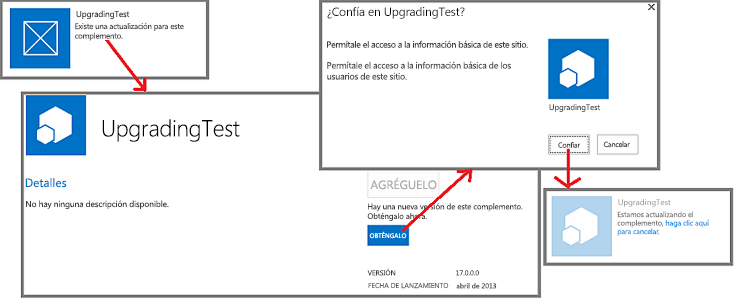 UpgradingTest
Existe una actualización para este
complemento.
UpgradingTest
Detalles
No hay ninguna descripción disponible.
AGRÉGUELO
Hay una nueva versión de este complemento.
Obténgalo ahora.
OBTÉNGALO
VERSIÓN 17.0.0.0
FECHA DE LANZAMIENTO abril de 2013
¿Confía en UpgradingTest?
Permítale el acceso a la información básica de este sitio.
Permítale el acceso a la información básica de los
usuarios de este sitio.
UpgradingTest
Confiar Cancelar
UpgradingTest
Estamos actualizando el
complemento, haga clic aquí
para cancelar.